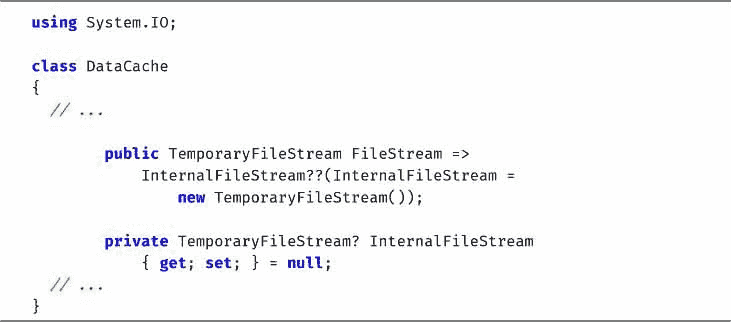 using System.IO;
class DataCache
{
// ...
public TemporaryFileStream FileStream =>
InternalFileStream??(InternalFileStream =
new TemporaryFileStream());
private TemporaryFileStream? InternalFileStream
{ get; set; } = null;
// ...
}